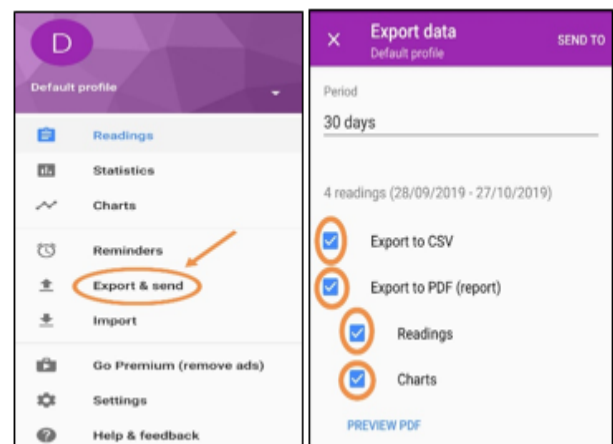 D
Default profile
Readings
Statistics
Charts
Reminders
Export & send
Import
Go Premium (remove ads)
Settings
Help & feedback
Export data
Default profile
SEND TO
Period
30 days
4 readings (28/09/2019 - 27/10/2019)
Export to CSV
Export to PDF (report)
Readings
Charts
PREVIEW PDF